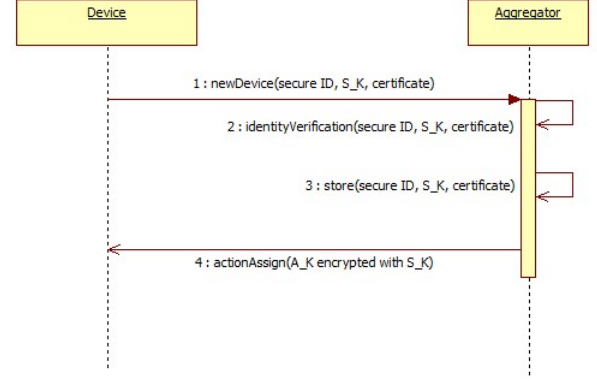 Device
Aggregator
1 : newDevice(secure ID, S_K, certificate)
2 : identityVerification(secure ID, S_K, certificate)
3 : store(secure ID, S_K, certificate)
4 : actionAssign(A_K encrypted with S_K)